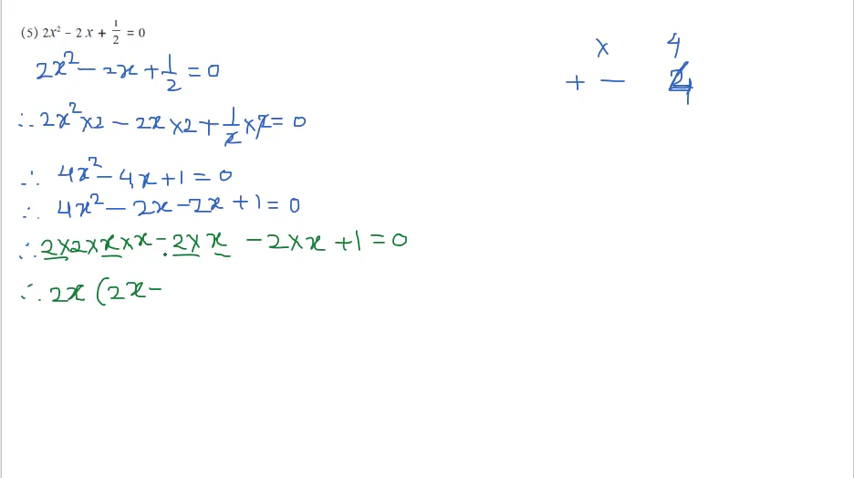 (5) 2x² − 2x + 1/2 = 0
2x² − 2x + 1/2 = 0
∴ 2x² × 2 − 2x × 2 + 1/2 × 2 = 0
∴ 4x² − 4x + 1 = 0
∴ 4x² − 2x − 2x + 1 = 0
∴ 2×2×x×x − 2×x − 2×x + 1 = 0
∴ 2x (2x −
× 4
+ − 4